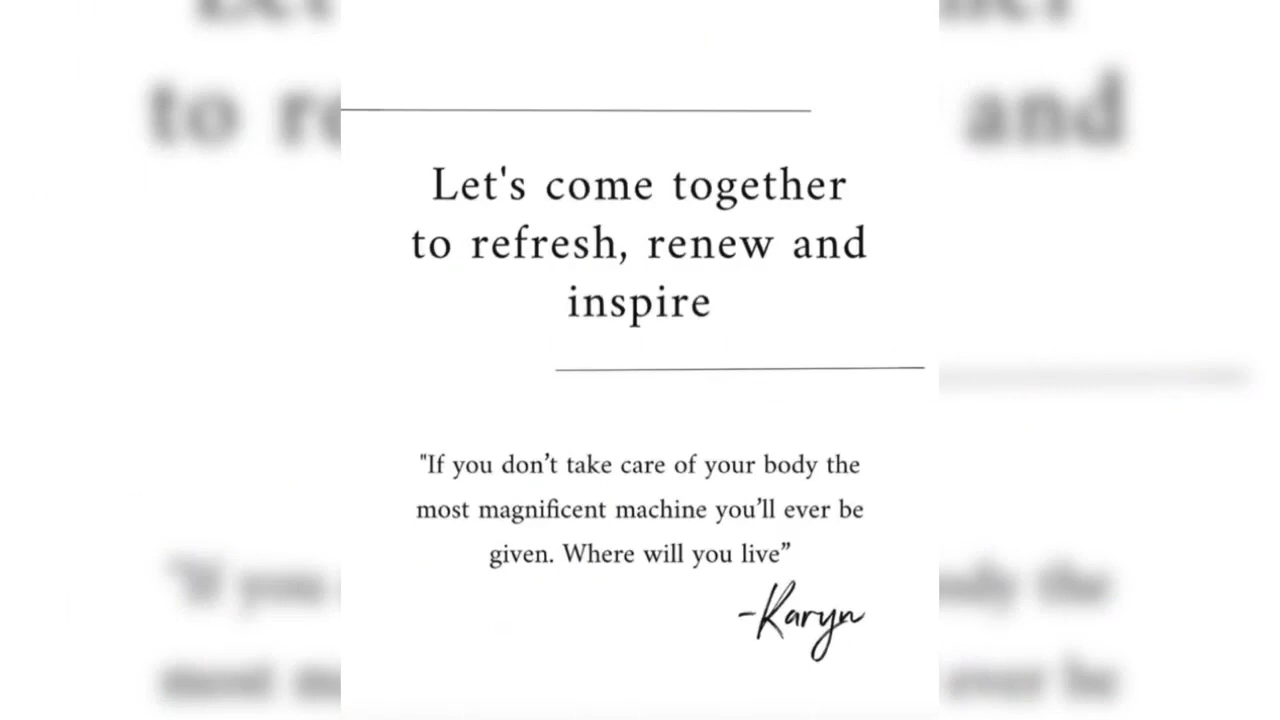 Let's come together
to refresh, renew and
inspire
"If you don’t take care of your body the
most magnificent machine you’ll ever be
given. Where will you live”
-Karyn